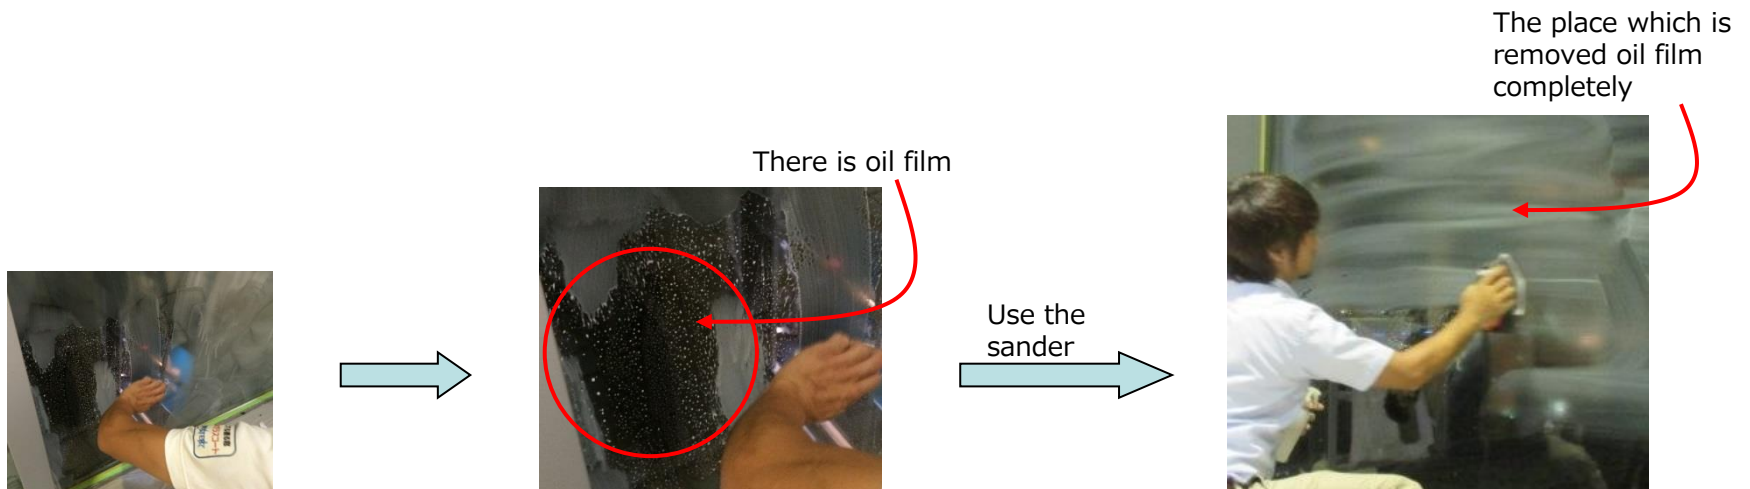 The place which is
removed oil film
completely
There is oil film
Use the
sander